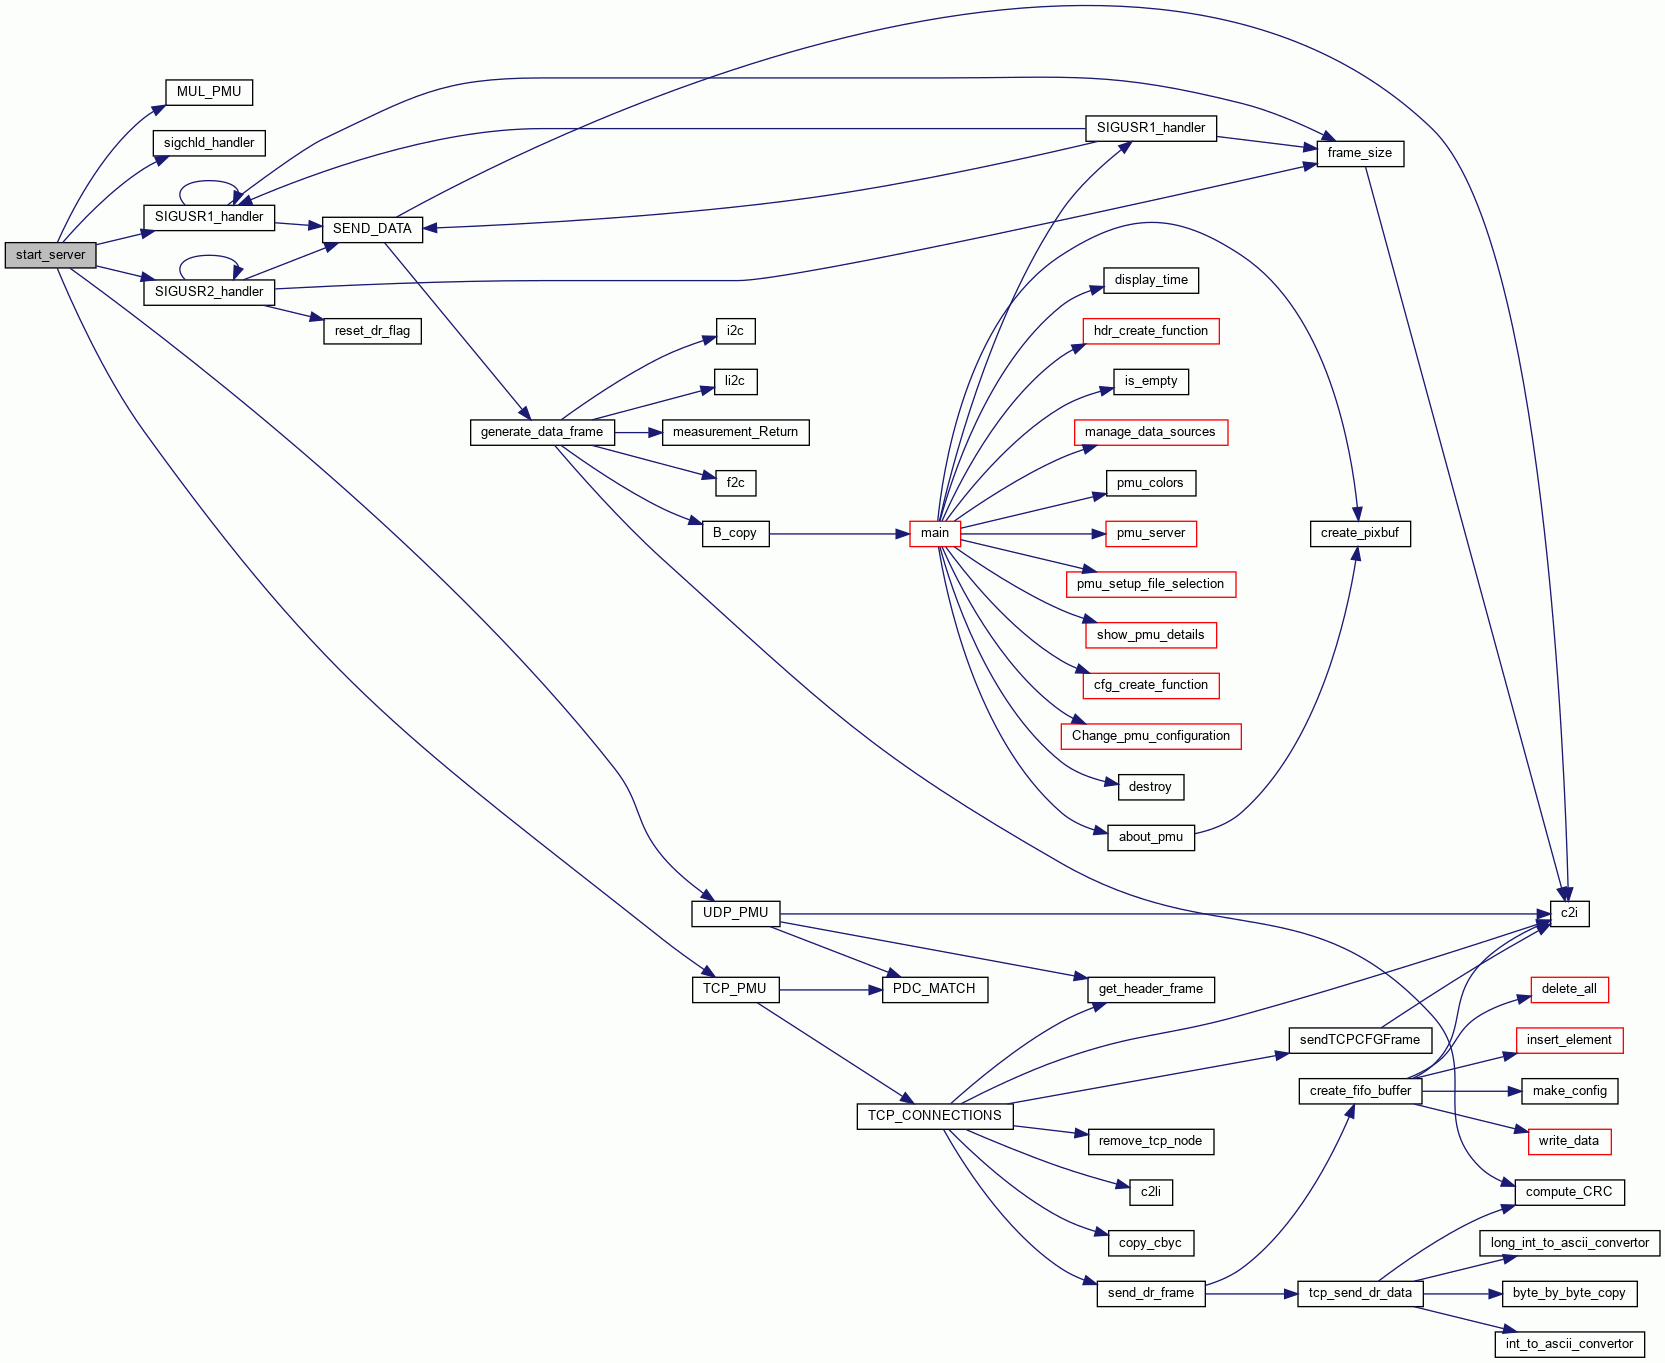 MUL_PMU
SIGUSR1_handler
sigchld_handler
frame_size
SIGUSR1_handler
SEND_DATA
start_server
display_time
SIGUSR2_handler
reset_dr_flag
i2c
hdr_create_function
li2c
is_empty
generate_data_frame
measurement_Return
manage_data_sources
f2c
pmu_colors
B_copy
main
pmu_server
create_pixbuf
pmu_setup_file_selection
show_pmu_details
cfg_create_function
Change_pmu_configuration
destroy
about_pmu
UDP_PMU
c2i
TCP_PMU
PDC_MATCH
get_header_frame
delete_all
sendTCPCFGFrame
insert_element
create_fifo_buffer
make_config
TCP_CONNECTIONS
remove_tcp_node
write_data
c2li
compute_CRC
copy_cbyc
long_int_to_ascii_convertor
send_dr_frame
tcp_send_dr_data
byte_by_byte_copy
int_to_ascii_convertor